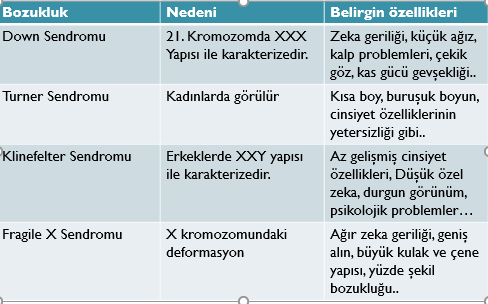 Bozukluk Nedeni Belirgin özellikleri
Down Sendromu 21. Kromozomda XXX Zeka geriliği, küçük ağız,
Yapısı ile karakterizedir. kalp problemleri, çekik
göz, kas gücü gevşekliği..
Turner Sendromu Kadınlarda görülür Kısa boy, buruşuk boyun,
cinsiyet özelliklerinin
yetersizliği gibi..
Klinefelter Sendromu Erkeklerde XXY yapısı Az gelişmiş cinsiyet
ile karakterizedir. özellikleri, Düşük özel
zeka, durgun görünüm,
psikolojik problemler…
Fragile X Sendromu X kromozomundaki Ağır zeka geriliği, geniş
deformasyon alın, büyük kulak ve çene
yapısı, yüzde şekil
bozukluğu..